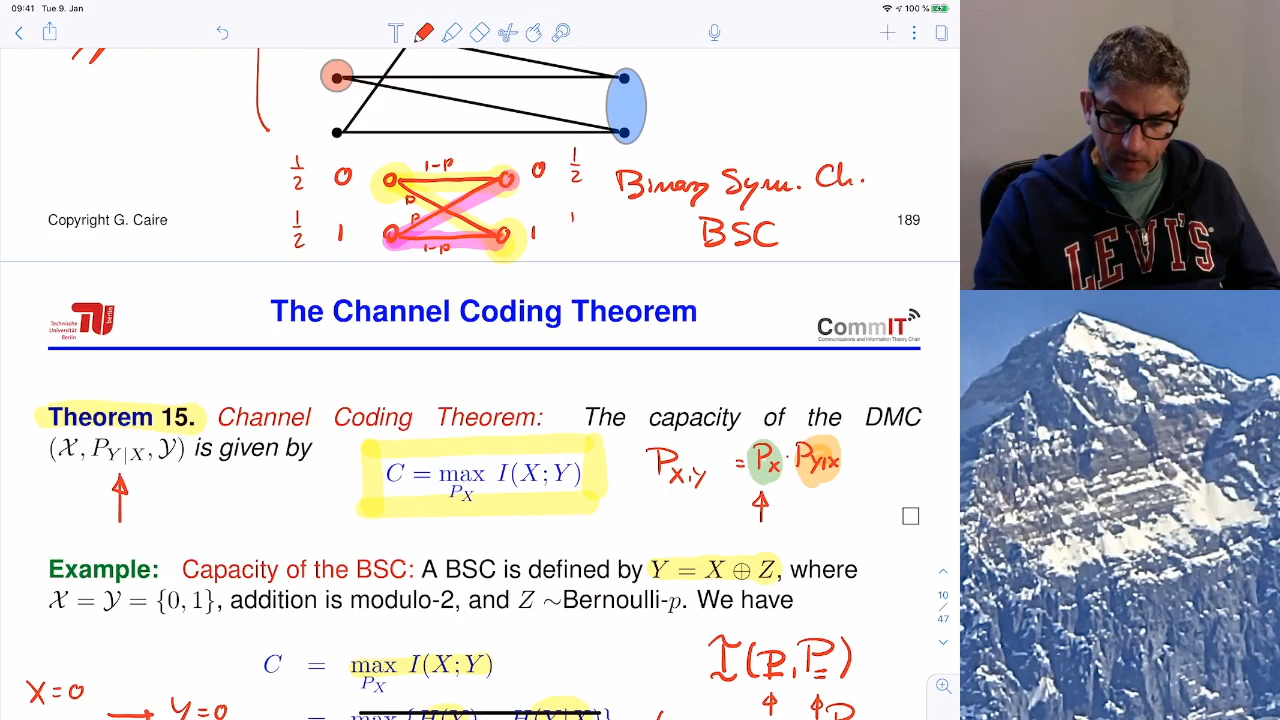 09:41 Tue 9. Jan
100 %
1/2 0 1-p 0 1/2
p
p
1/2 1 1-p 1 1
Binary Sym. Ch.
BSC
Copyright G. Caire
189
LEVI'S
Technische Universität Berlin
The Channel Coding Theorem
CommIT
Communications and Information Theory Chair
Theorem 15. Channel Coding Theorem: The capacity of the DMC
(𝒳, P_{Y|X}, 𝒴) is given by
C = max_{P_X} I(X; Y)
P_{X,Y} = P_X · P_{Y|X}
Example: Capacity of the BSC: A BSC is defined by Y = X ⊕ Z, where
𝒳 = 𝒴 = {0, 1}, addition is modulo-2, and Z ∼Bernoulli-p. We have
C = max_{P_X} I(X; Y)
I(P, P)
X=0
Y=0
10
/
47